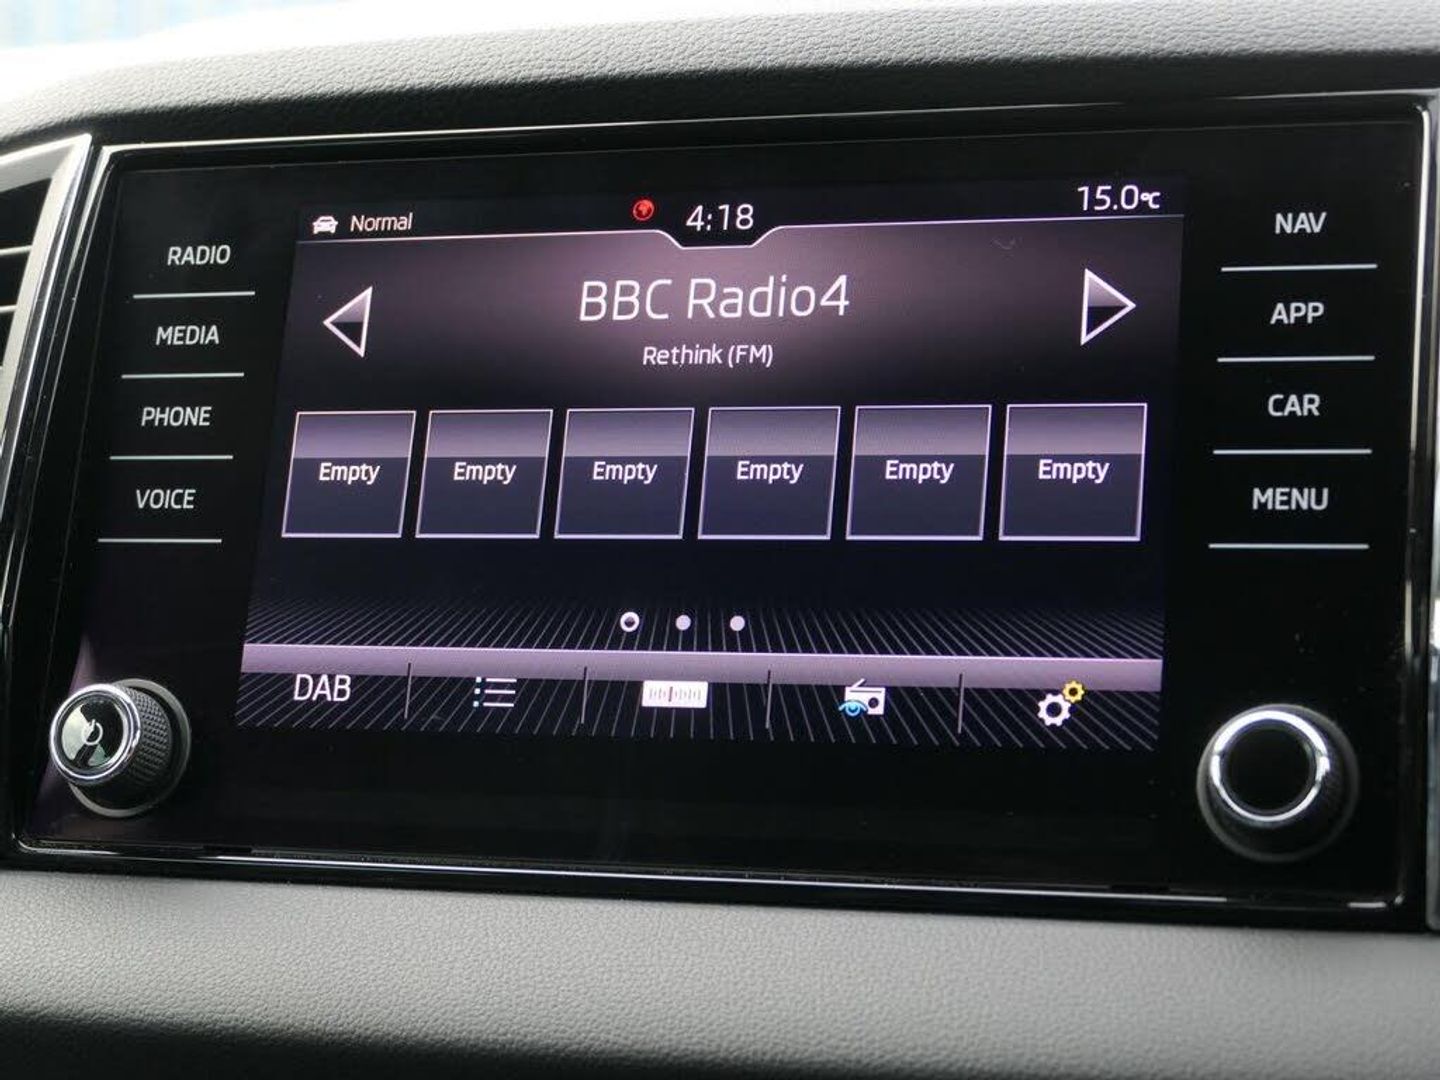 Normal
4:18
15.0°C
RADIO
MEDIA
PHONE
VOICE
BBC Radio4
Rethink (FM)
Empty Empty Empty Empty Empty Empty
DAB
NAV
APP
CAR
MENU